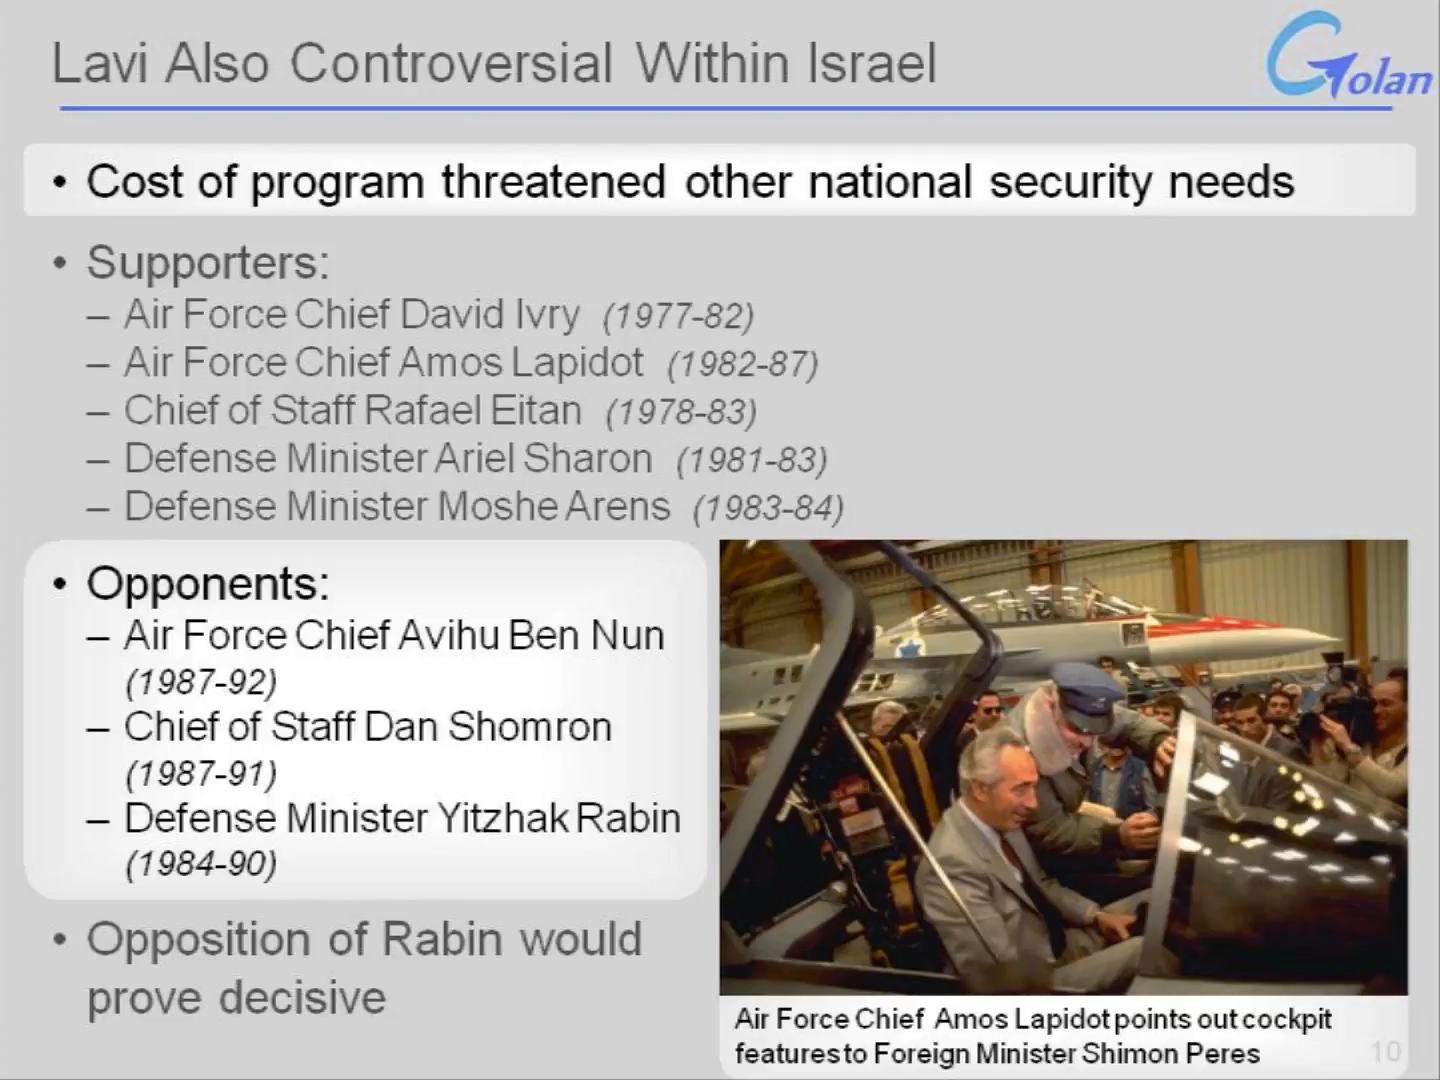 Lavi Also Controversial Within Israel
Golan
• Cost of program threatened other national security needs
• Supporters:
– Air Force Chief David Ivry (1977-82)
– Air Force Chief Amos Lapidot (1982-87)
– Chief of Staff Rafael Eitan (1978-83)
– Defense Minister Ariel Sharon (1981-83)
– Defense Minister Moshe Arens (1983-84)
• Opponents:
– Air Force Chief Avihu Ben Nun
(1987-92)
– Chief of Staff Dan Shomron
(1987-91)
– Defense Minister Yitzhak Rabin
(1984-90)
• Opposition of Rabin would
prove decisive
Air Force Chief Amos Lapidot points out cockpit
features to Foreign Minister Shimon Peres
10